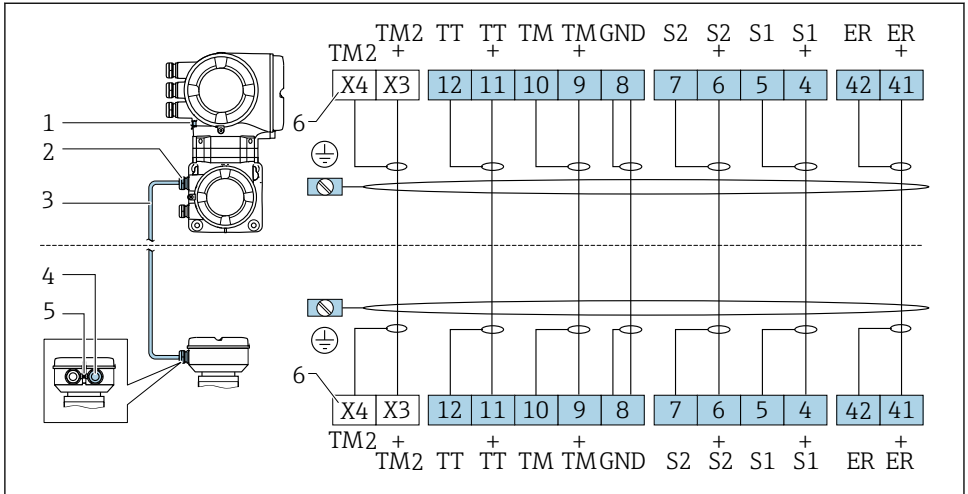 TM2 TT TT TM TM GND S2 S2 S1 S1 ER ER
TM2 + + + + + +
X4 X3 12 11 10 9 8 7 6 5 4 42 41
6
1
2
3
4
5
6
X4 X3 12 11 10 9 8 7 6 5 4 42 41
TM2 + + + + + +
TM2 TT TT TM TM GND S2 S2 S1 S1 ER ER